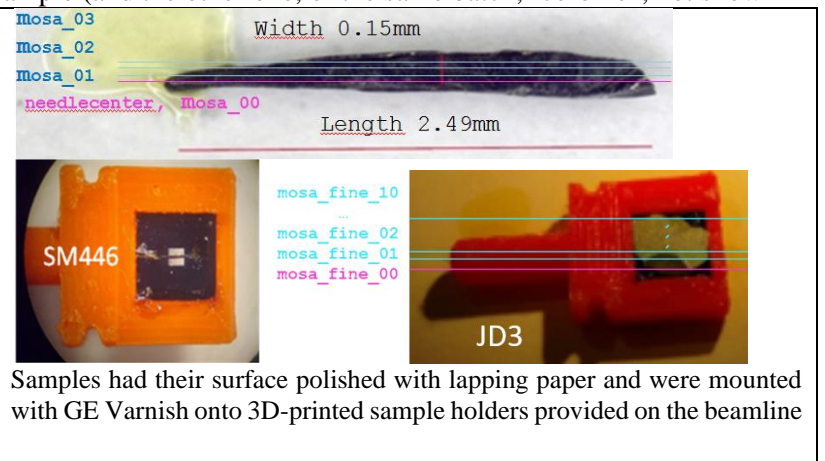 Mosa_03
Width 0.15mm
Mosa_02
Mosa_01
needlecenter, Mosa_00
Length 2.49mm
mosa_fine_10
...
mosa_fine_02
mosa_fine_01
mosa_fine_00
SM446
JD3
Samples had their surface polished with lapping paper and were mounted
with GE Varnish onto 3D-printed sample holders provided on the beamline